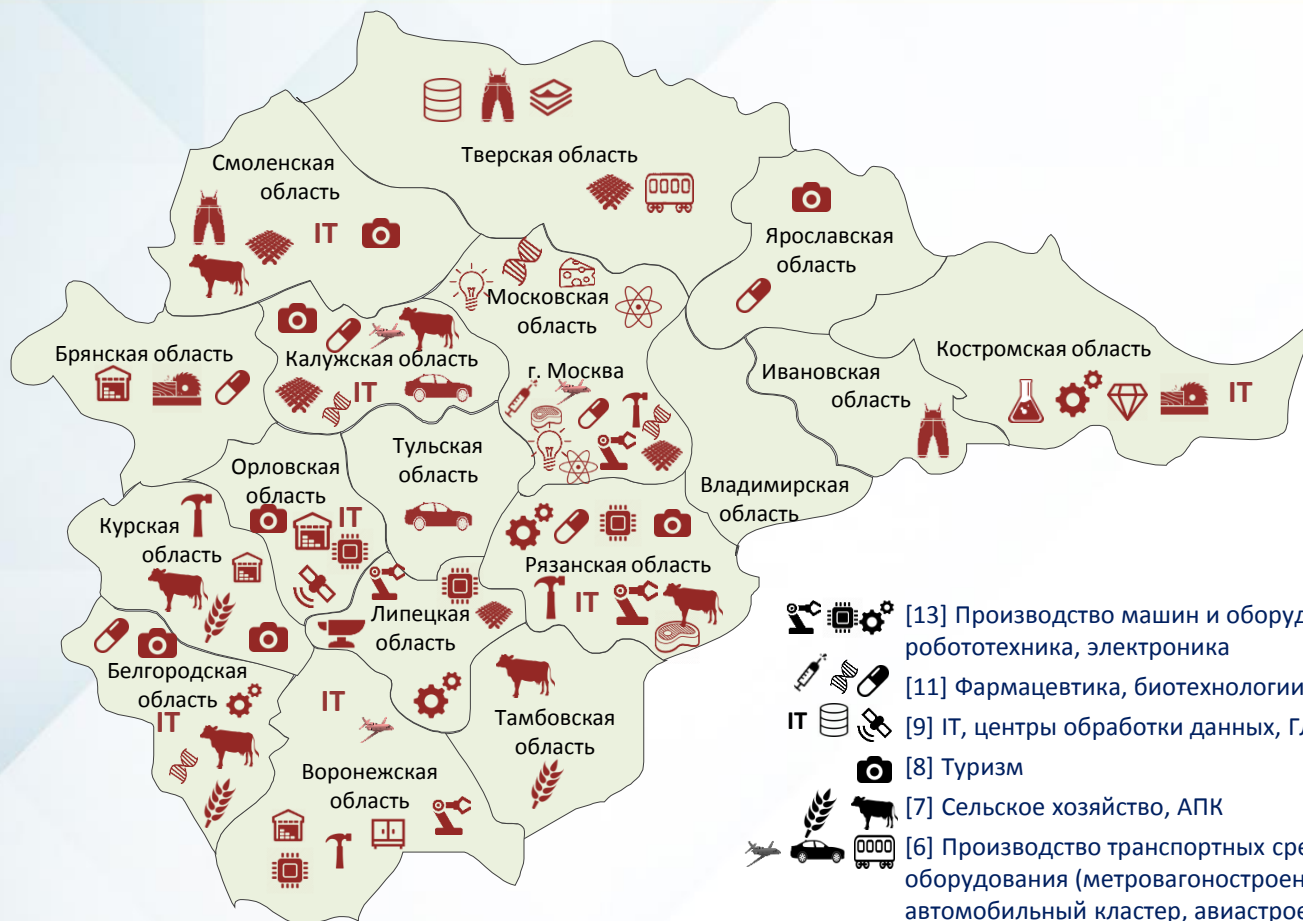 Тверская область
Смоленская
область
IT
Ярославская
область
Московская
область
Брянская область
Калужская область
IT
г. Москва
Ивановская
область
Костромская область
IT
Тульская
область
Орловская
область
IT
Владимирская
область
Курская
область
Рязанская область
IT
Липецкая
область
Белгородская
область
IT
IT
Тамбовская
область
Воронежская
область
[13] Производство машин и оборуд
робототехника, электроника
[11] Фармацевтика, биотехнологии
IT [9] IT, центры обработки данных, Гл
[8] Туризм
[7] Сельское хозяйство, АПК
[6] Производство транспортных сре
оборудования (метровагоностроен
автомобильный кластер, авиастрое